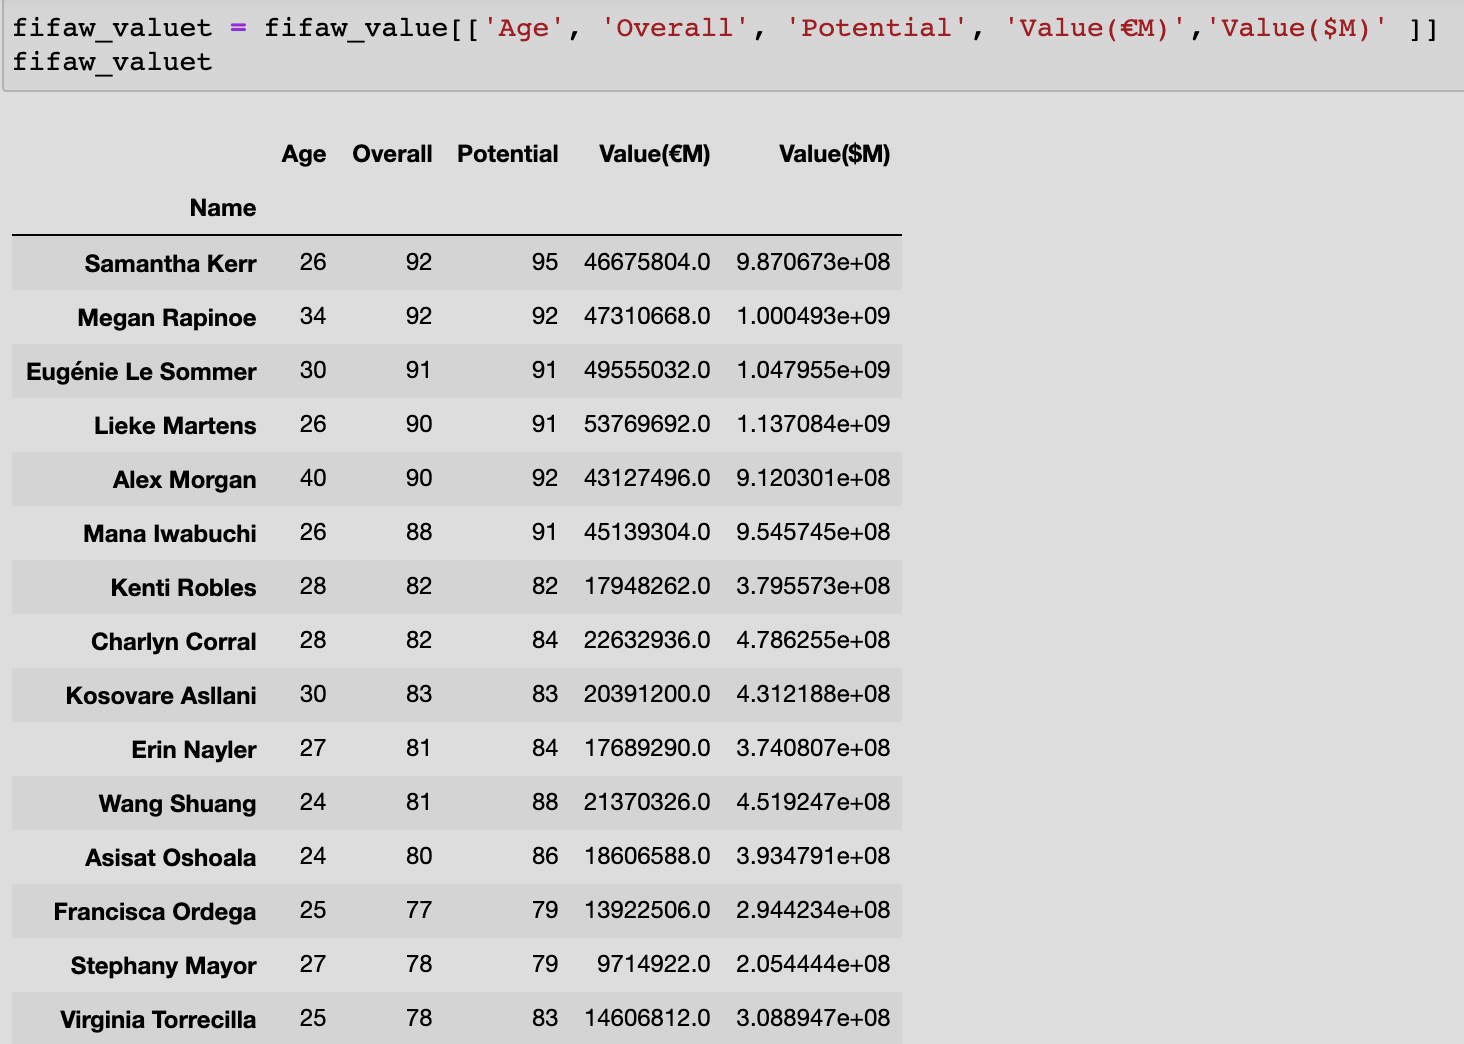 fifaw_valuet = fifaw_value[['Age', 'Overall', 'Potential', 'Value(€M)','Value($M)' ]]
fifaw_valuet
Age Overall Potential Value(€M) Value($M)
Name
Samantha Kerr 26 92 95 46675804.0 9.870673e+08
Megan Rapinoe 34 92 92 47310668.0 1.000493e+09
Eugénie Le Sommer 30 91 91 49555032.0 1.047955e+09
Lieke Martens 26 90 91 53769692.0 1.137084e+09
Alex Morgan 40 90 92 43127496.0 9.120301e+08
Mana Iwabuchi 26 88 91 45139304.0 9.545745e+08
Kenti Robles 28 82 82 17948262.0 3.795573e+08
Charlyn Corral 28 82 84 22632936.0 4.786255e+08
Kosovare Asllani 30 83 83 20391200.0 4.312188e+08
Erin Nayler 27 81 84 17689290.0 3.740807e+08
Wang Shuang 24 81 88 21370326.0 4.519247e+08
Asisat Oshoala 24 80 86 18606588.0 3.934791e+08
Francisca Ordega 25 77 79 13922506.0 2.944234e+08
Stephany Mayor 27 78 79 9714922.0 2.054444e+08
Virginia Torrecilla 25 78 83 14606812.0 3.088947e+08